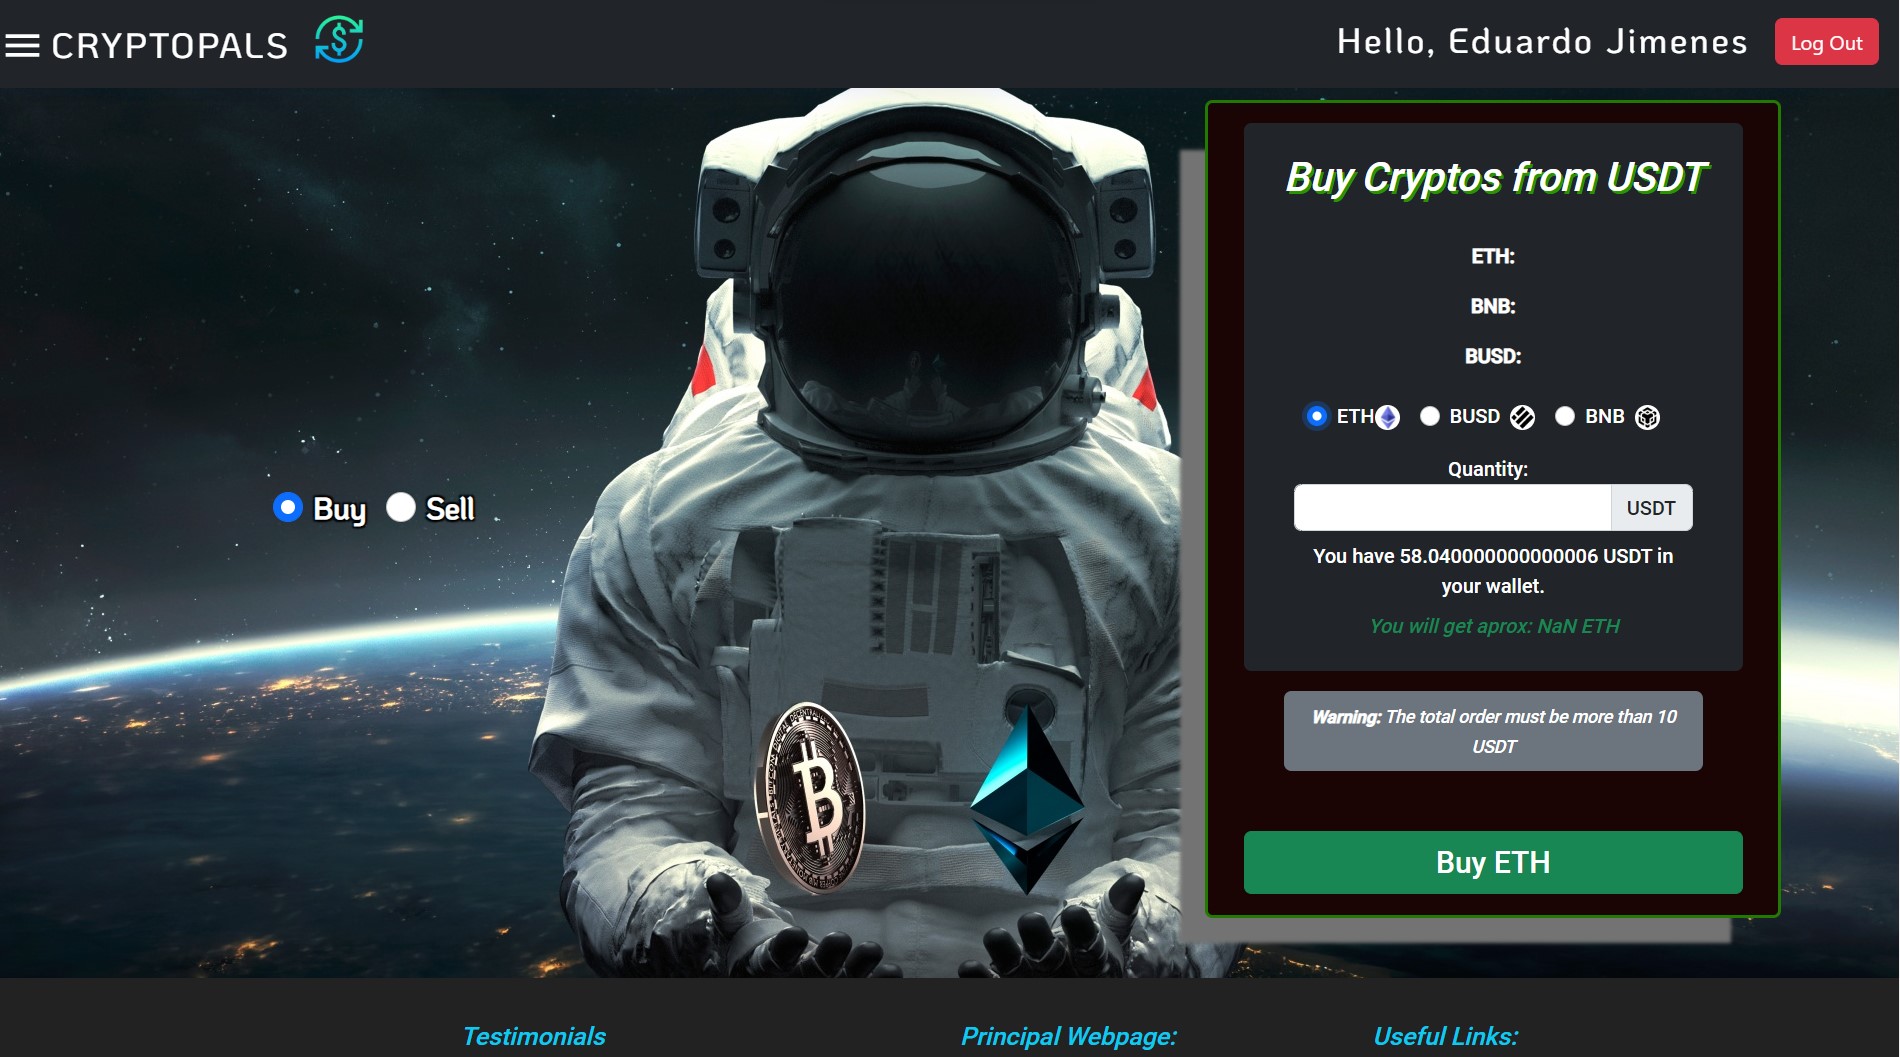 CRYPTOPALS
Hello, Eduardo Jimenes
Log Out
Buy Cryptos from USDT
ETH:
BNB:
BUSD:
ETH BUSD BNB
Quantity:
USDT
You have 58.040000000000006 USDT in
your wallet.
You will get aprox: NaN ETH
Warning: The total order must be more than 10
USDT
Buy ETH
Buy Sell
Testimonials
Principal Webpage:
Useful Links: